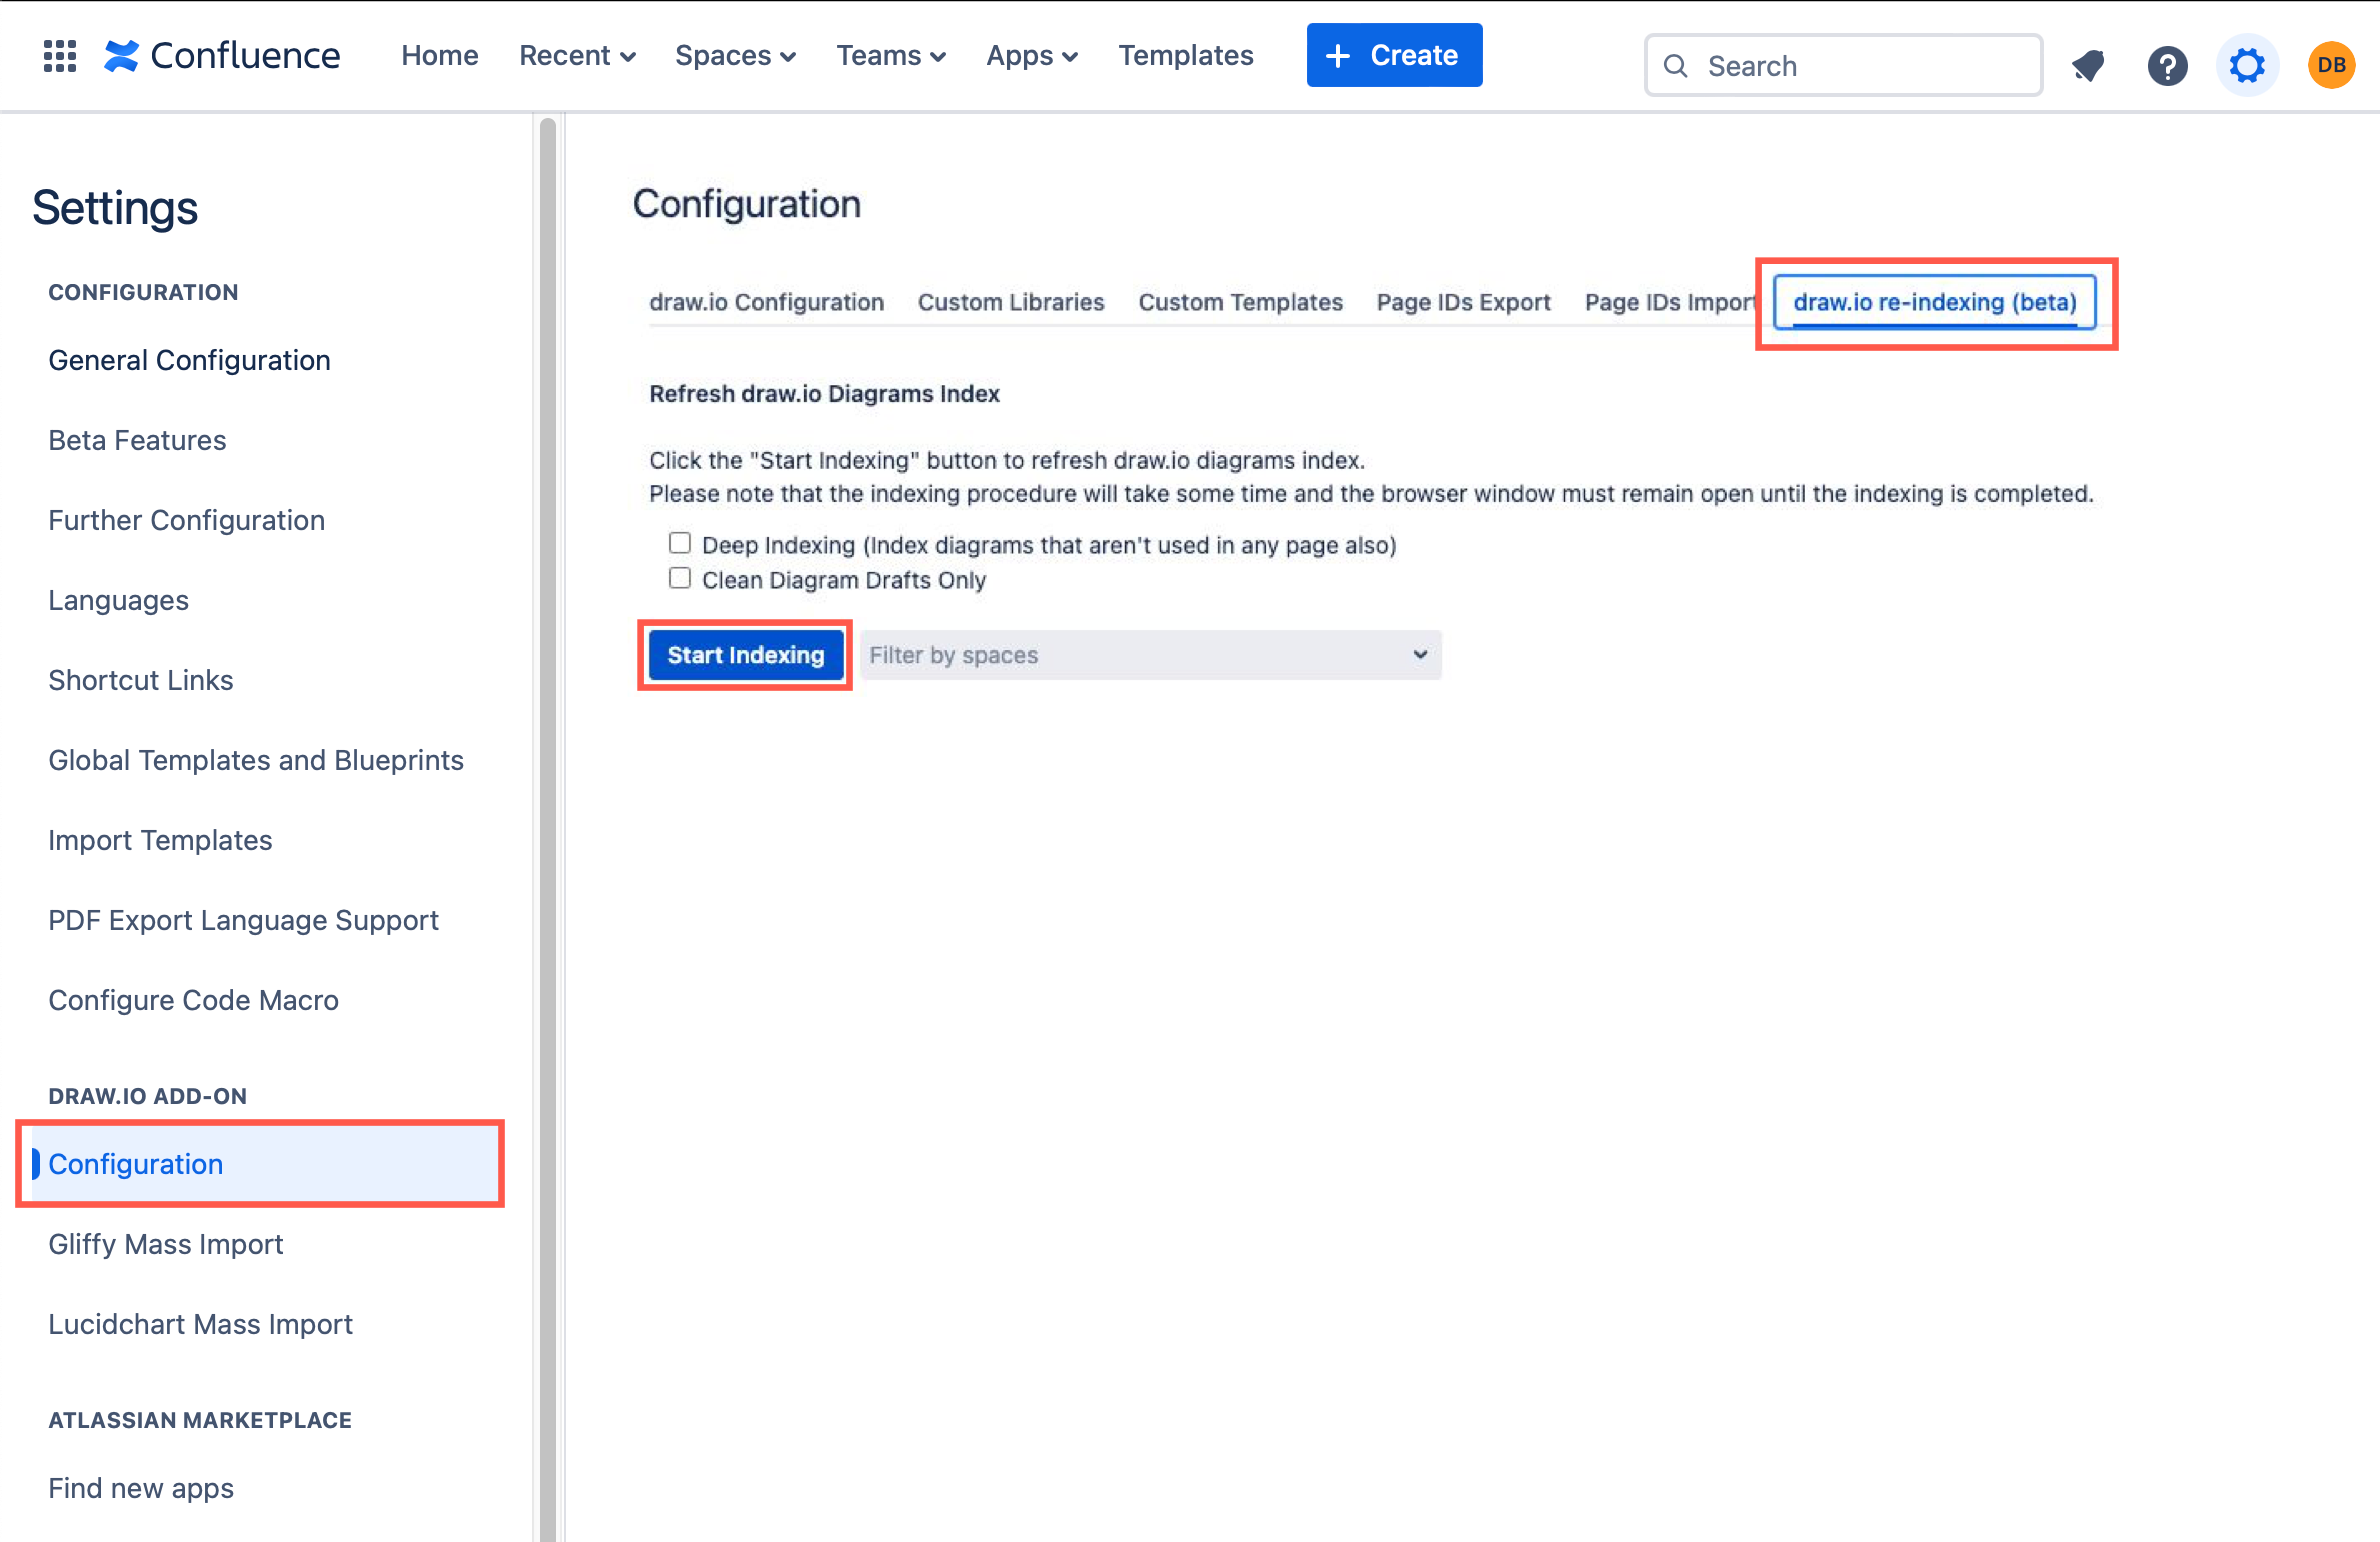 Confluence
Home Recent Spaces Teams Apps Templates + Create
Search
DB
Settings
CONFIGURATION
General Configuration
Beta Features
Further Configuration
Languages
Shortcut Links
Global Templates and Blueprints
Import Templates
PDF Export Language Support
Configure Code Macro
DRAW.IO ADD-ON
Configuration
Gliffy Mass Import
Lucidchart Mass Import
ATLASSIAN MARKETPLACE
Find new apps
Configuration
draw.io Configuration Custom Libraries Custom Templates Page IDs Export Page IDs Import draw.io re-indexing (beta)
Refresh draw.io Diagrams Index
Click the "Start Indexing" button to refresh draw.io diagrams index.
Please note that the indexing procedure will take some time and the browser window must remain open until the indexing is completed.
Deep Indexing (Index diagrams that aren't used in any page also)
Clean Diagram Drafts Only
Start Indexing Filter by spaces